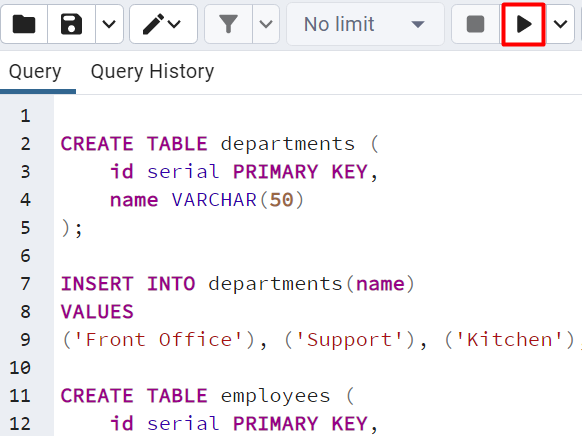 No limit
Query Query History
1
2 CREATE TABLE departments (
3 id serial PRIMARY KEY,
4 name VARCHAR(50)
5 );
6
7 INSERT INTO departments(name)
8 VALUES
9 ('Front Office'), ('Support'), ('Kitchen'),
10
11 CREATE TABLE employees (
12 id serial PRIMARY KEY,